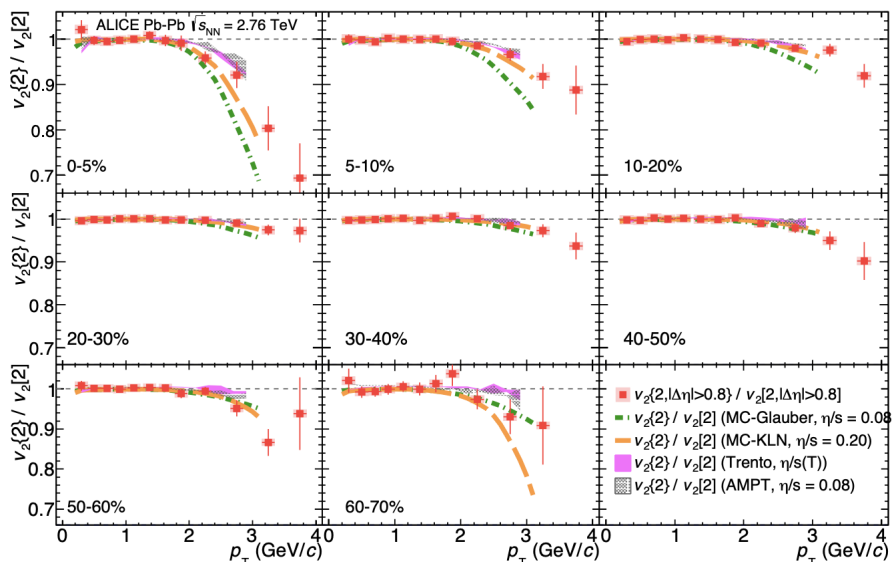 ALICE Pb-Pb √s_NN = 2.76 TeV
v₂{2} / v₂[2]
1
0.9
0.8
0.7
0-5%
5-10%
10-20%
v₂{2} / v₂[2]
1
0.9
0.8
0.7
20-30%
30-40%
40-50%
v₂{2} / v₂[2]
1
0.9
0.8
0.7
50-60%
60-70%
v₂{2,|Δη|>0.8} / v₂[2,|Δη|>0.8]
v₂{2} / v₂[2] (MC-Glauber, η/s = 0.08
v₂{2} / v₂[2] (MC-KLN, η/s = 0.20)
v₂{2} / v₂[2] (Trento, η/s(T))
v₂{2} / v₂[2] (AMPT, η/s = 0.08)
0 1 2 3 4 0 1 2 3 4 0 1 2 3 4
p_T (GeV/c) p_T (GeV/c) p_T (GeV/c)